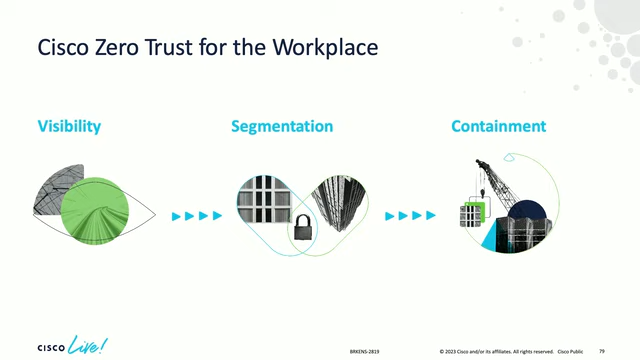 Cisco Zero Trust for the Workplace
Visibility
Segmentation
Containment
CISCO Live!
BRKENS-2819
© 2023 Cisco and/or its affiliates. All rights reserved. Cisco Public
79